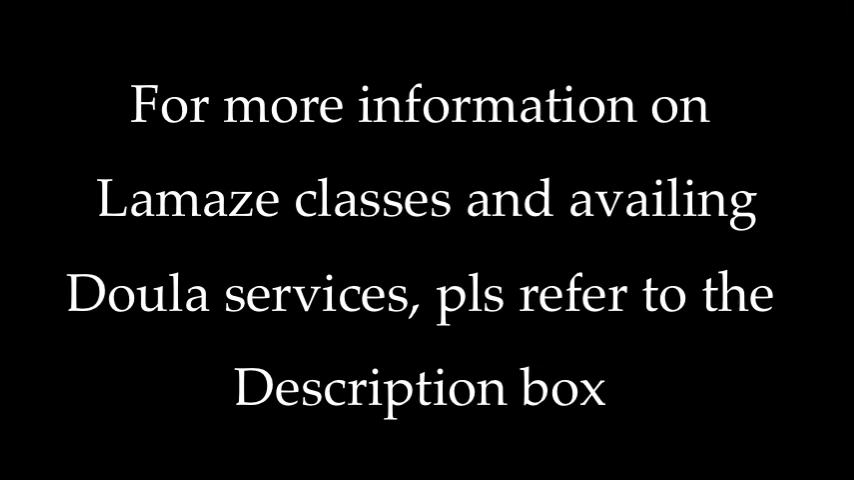 For more information on
Lamaze classes and availing
Doula services, pls refer to the
Description box